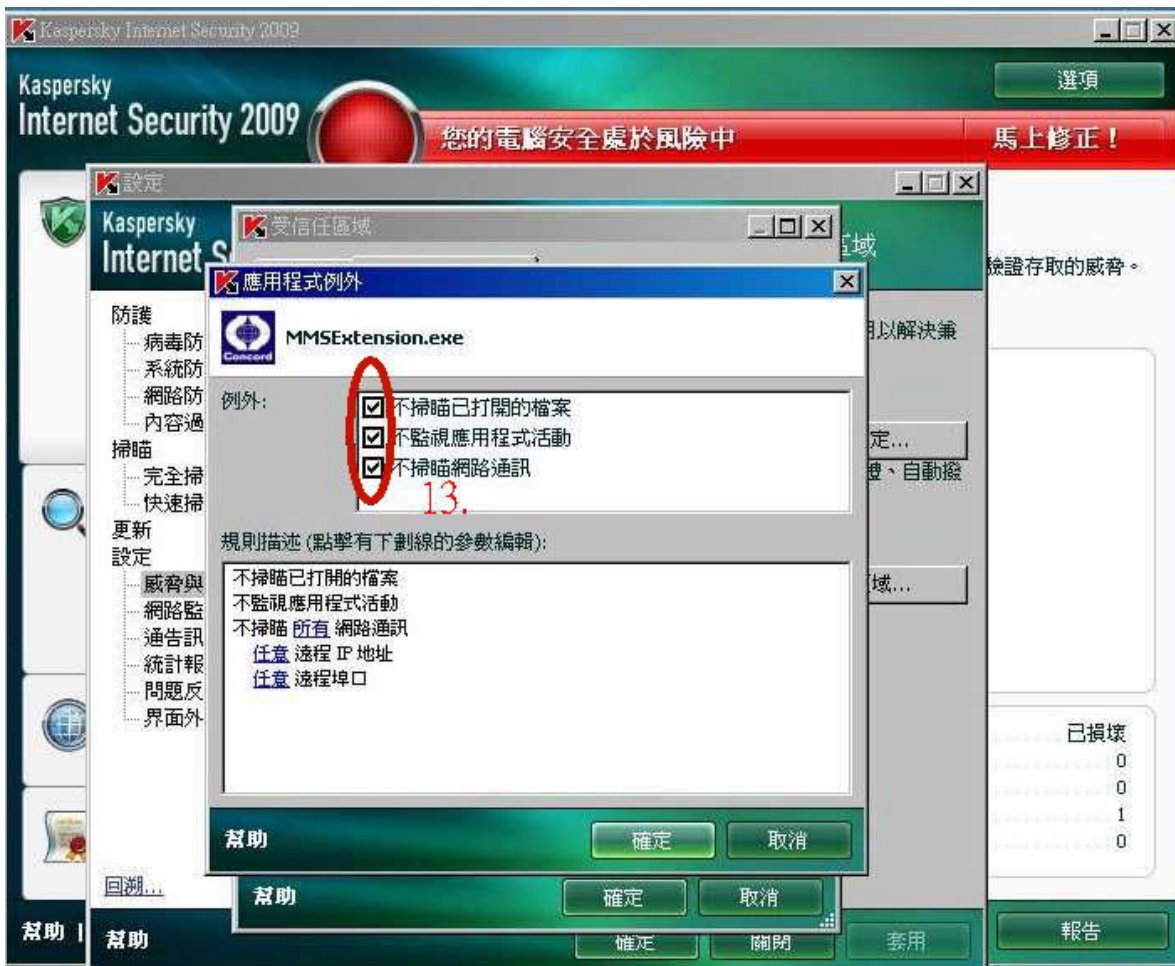 Kaspersky Internet Security 2009
Kaspersky
Internet Security 2009
選項
您的電腦安全處於風險中
馬上修正！
設定
Kaspersky
Internet S
受信任區域
區域
應用程式例外
驗證存取的威脅。
MMSExtension.exe
Concord
用以解決兼
防護
病毒防
系統防
網路防
內容過
掃瞄
完全掃
快速掃
更新
設定
威脅與
網路監
通告訊
統計報
問題反
界面外
例外:
不掃瞄已打開的檔案
不監視應用程式活動
不掃瞄網路通訊
13.
定...
體、自動撥
規則描述 (點擊有下劃線的參數編輯):
不掃瞄已打開的檔案
不監視應用程式活動
不掃瞄 所有 網路通訊
任意 遠程 IP 地址
任意 遠程埠口
域...
已損壞
0
0
1
0
幫助
確定
取消
回溯...
幫助
確定
取消
幫助 |
幫助
確定
關閉
套用
報告